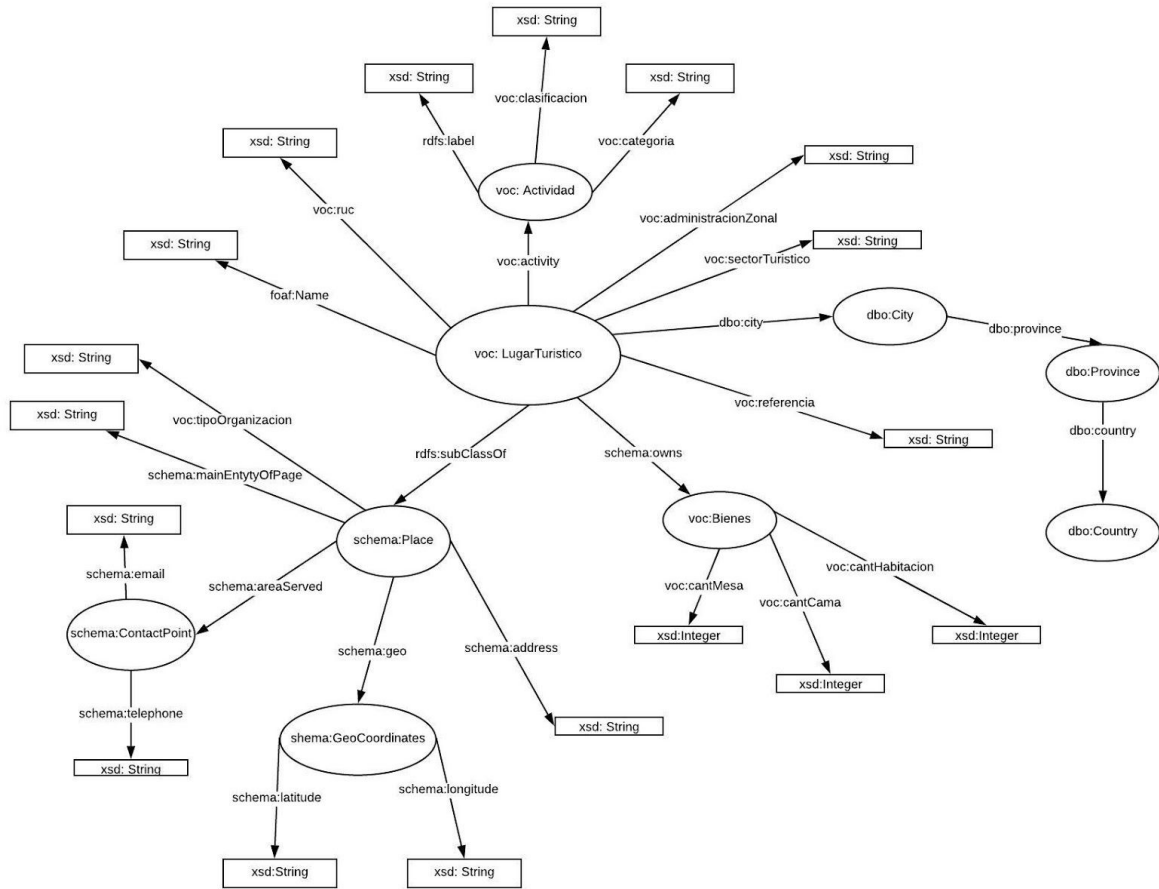 xsd: String
xsd: String
xsd: String
voc:clasificacion
rdfs:label
voc:categoria
xsd: String
xsd: String
voc: Actividad
voc:ruc
voc:administracionZonal
xsd: String
xsd: String
voc:activity
voc:sectorTuristico
foaf:Name
dbo:city
dbo:City
dbo:province
xsd: String
voc: LugarTuristico
dbo:Province
xsd: String
voc:referencia
voc:tipoOrganizacion
dbo:country
xsd: String
rdfs:subClassOf
schema:owns
schema:mainEntytyOfPage
xsd: String
voc:Bienes
dbo:Country
schema:Place
schema:email
schema:areaServed
voc:cantHabitacion
voc:cantMesa
voc:cantCama
schema:ContactPoint
xsd:Integer
xsd:Integer
schema:geo
schema:address
xsd:Integer
schema:telephone
xsd: String
shema:GeoCoordinates
xsd: String
schema:latitude
schema:longitude
xsd:String
xsd: String